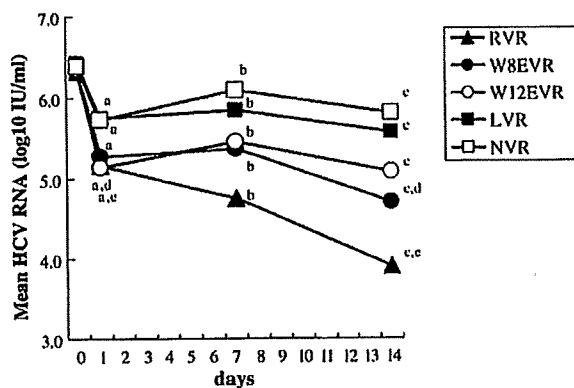 7.0
6.0
5.0
4.0
3.0
Mean HCV RNA (log10 IU/ml)
0 1 2 3 4 5 6 7 8 9 10 11 12 13 14
days
a
a
a
a,d
a,e
b
b
b
b
b
c
c
c
c,d
c,e
RVR
W8EVR
W12EVR
LVR
NVR